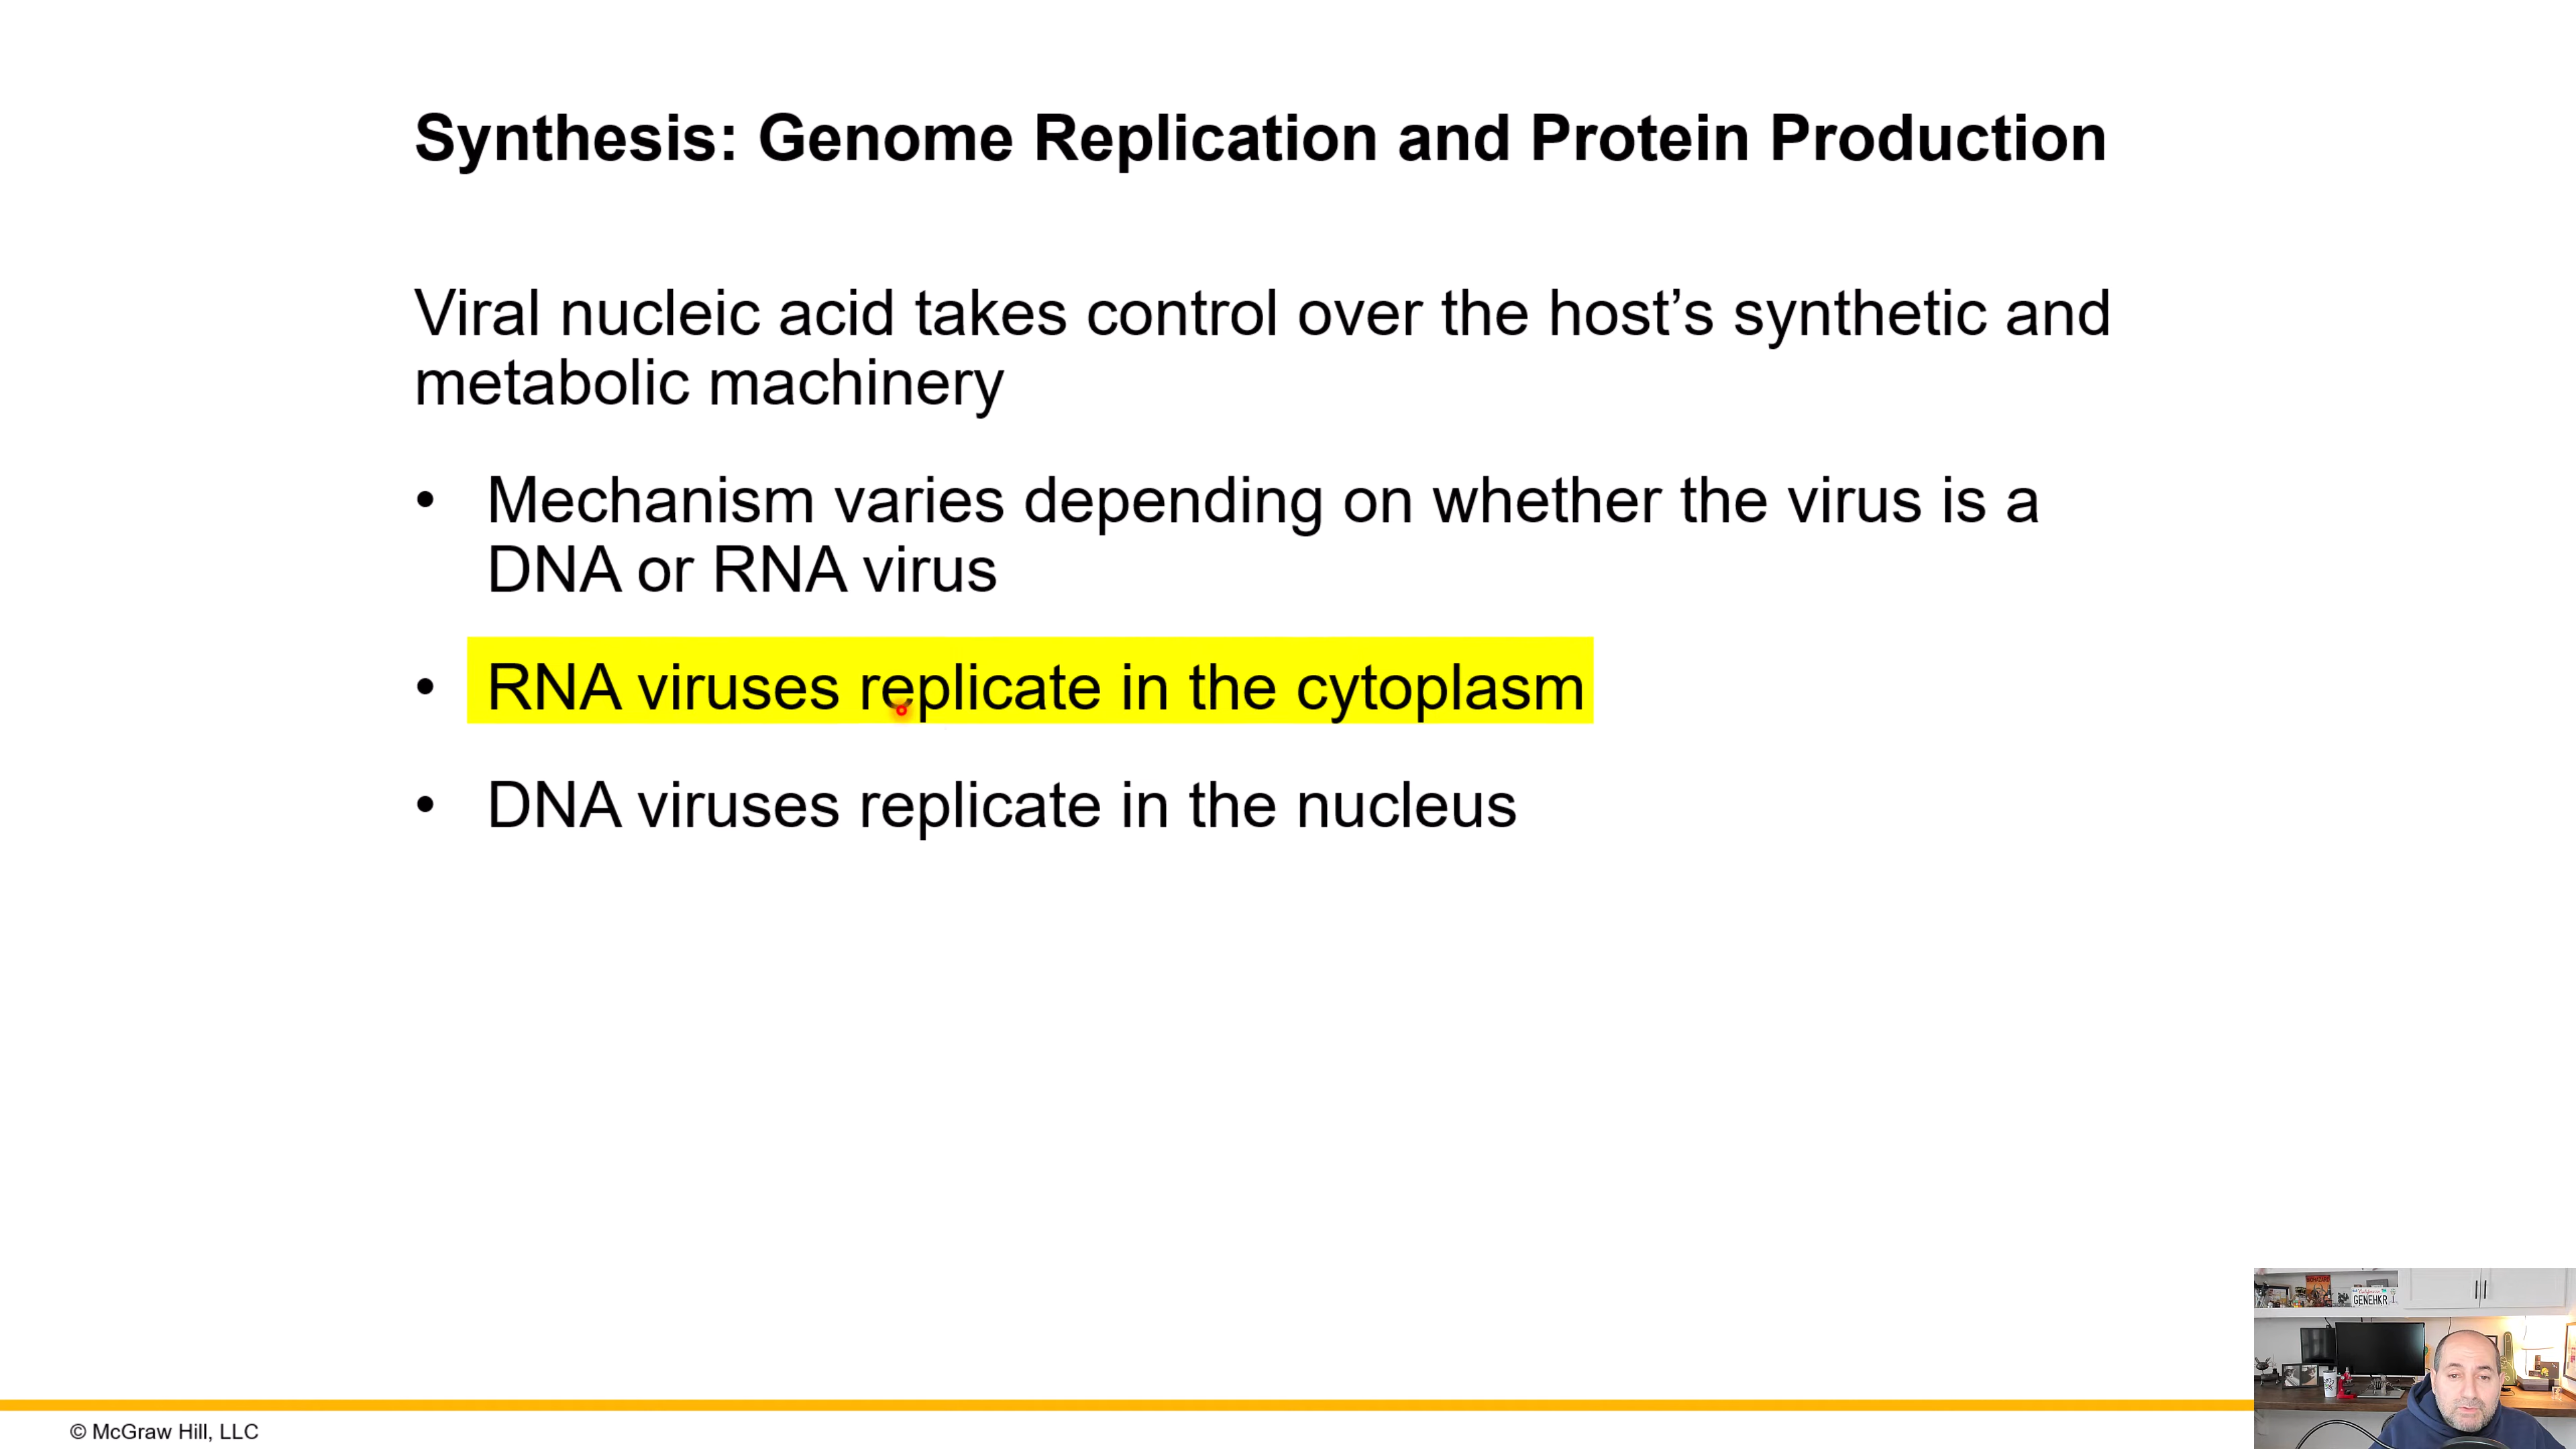 Synthesis: Genome Replication and Protein Production
Viral nucleic acid takes control over the host’s synthetic and
metabolic machinery
• Mechanism varies depending on whether the virus is a
DNA or RNA virus
• RNA viruses replicate in the cytoplasm
• DNA viruses replicate in the nucleus
© McGraw Hill, LLC
GENEHKR